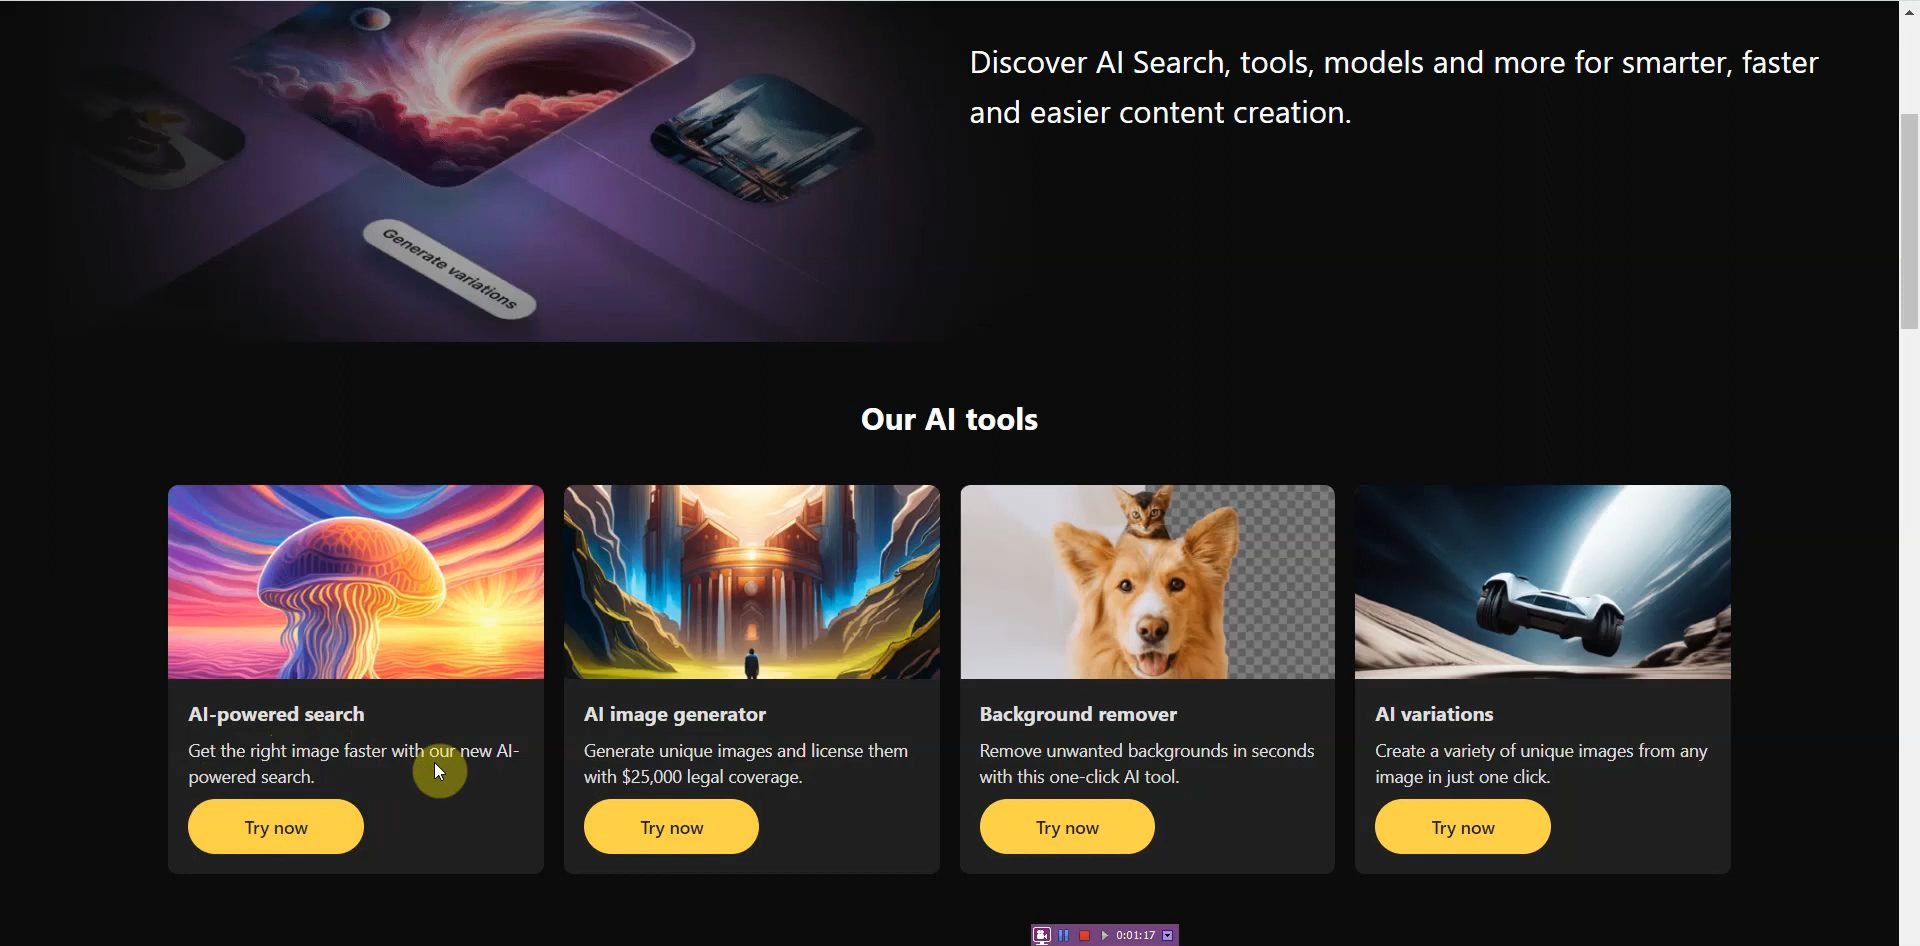 Discover AI Search, tools, models and more for smarter, faster
and easier content creation.
Generate variations
Our AI tools
AI-powered search
Get the right image faster with our new AI-
powered search.
Try now
AI image generator
Generate unique images and license them
with $25,000 legal coverage.
Try now
Background remover
Remove unwanted backgrounds in seconds
with this one-click AI tool.
Try now
AI variations
Create a variety of unique images from any
image in just one click.
Try now
0:01:17